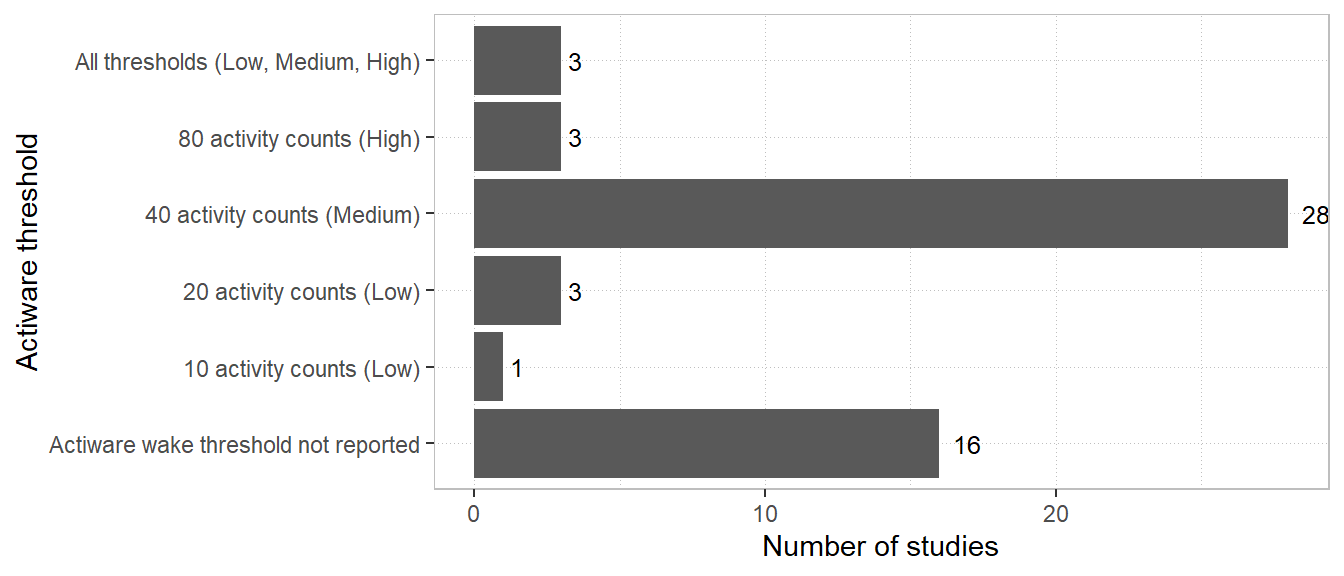 Actiware threshold
All thresholds (Low, Medium, High)
3
80 activity counts (High)
3
40 activity counts (Medium)
28
20 activity counts (Low)
3
10 activity counts (Low)
1
Actiware wake threshold not reported
16
0
10
20
Number of studies